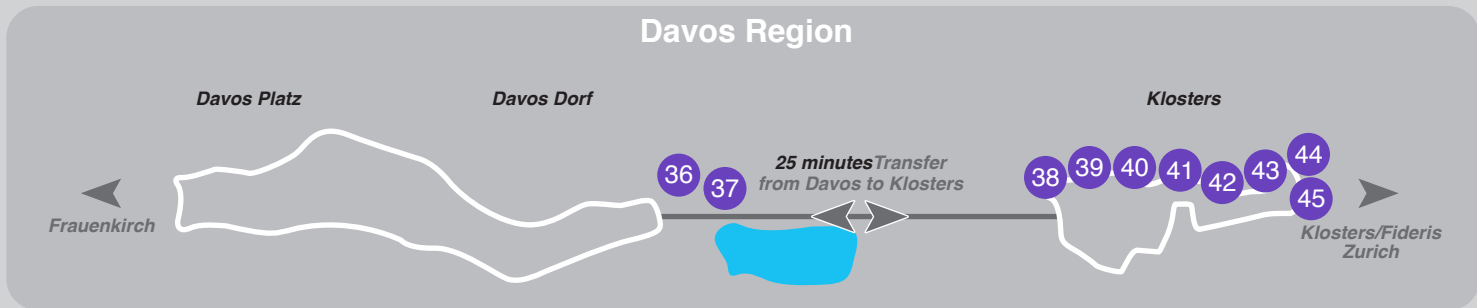 Davos Region
Davos Platz
Davos Dorf
Klosters
25 minutes Transfer
from Davos to Klosters
36
37
38
39
40
41
42
43
44
45
Frauenkirch
Klosters/Fideris
Zurich